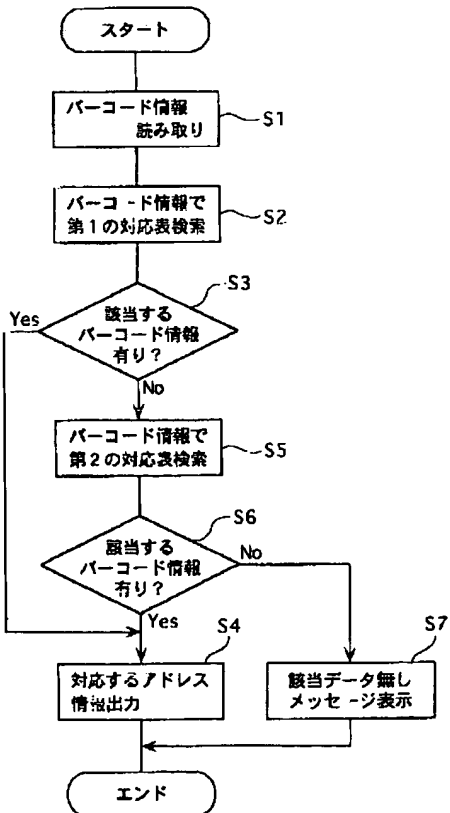 スタート
バーコード情報
読み取り
S1
バーコード情報で
第1の対応表検索
S2
S3
該当する
バーコード情報
有り?
Yes
No
バーコード情報で
第2の対応表検索
S5
S6
該当する
バーコード情報
有り?
No
Yes
S4
S7
対応するアドレス
情報出力
該当データ無し
メッセージ表示
エンド